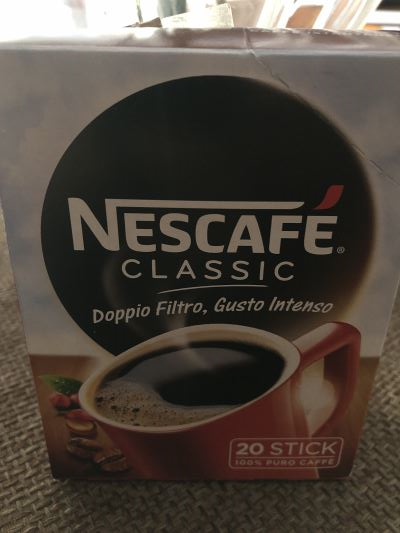 NESCAFÉ®
CLASSIC
Doppio Filtro, Gusto Intenso
20 STICK
100% PURO CAFFÈ